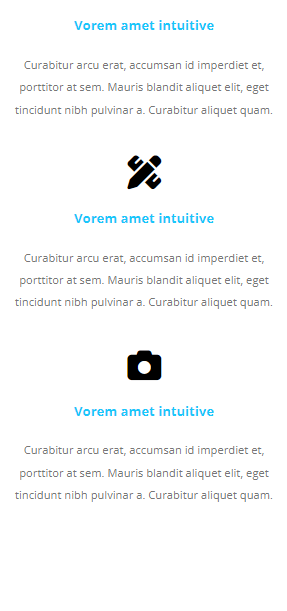 Vorem amet intuitive
Curabitur arcu erat, accumsan id imperdiet et,
porttitor at sem. Mauris blandit aliquet elit, eget
tincidunt nibh pulvinar a. Curabitur aliquet quam.
Vorem amet intuitive
Curabitur arcu erat, accumsan id imperdiet et,
porttitor at sem. Mauris blandit aliquet elit, eget
tincidunt nibh pulvinar a. Curabitur aliquet quam.
Vorem amet intuitive
Curabitur arcu erat, accumsan id imperdiet et,
porttitor at sem. Mauris blandit aliquet elit, eget
tincidunt nibh pulvinar a. Curabitur aliquet quam.